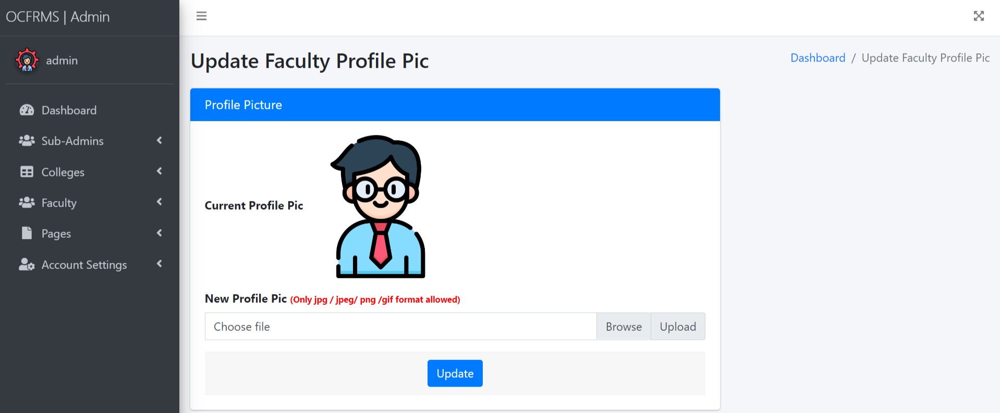 OCFRMS | Admin
admin
Dashboard
Sub-Admins
Colleges
Faculty
Pages
Account Settings
Update Faculty Profile Pic
Dashboard / Update Faculty Profile Pic
Profile Picture
Current Profile Pic
New Profile Pic (Only jpg / jpeg/ png /gif format allowed)
Choose file Browse Upload
Update